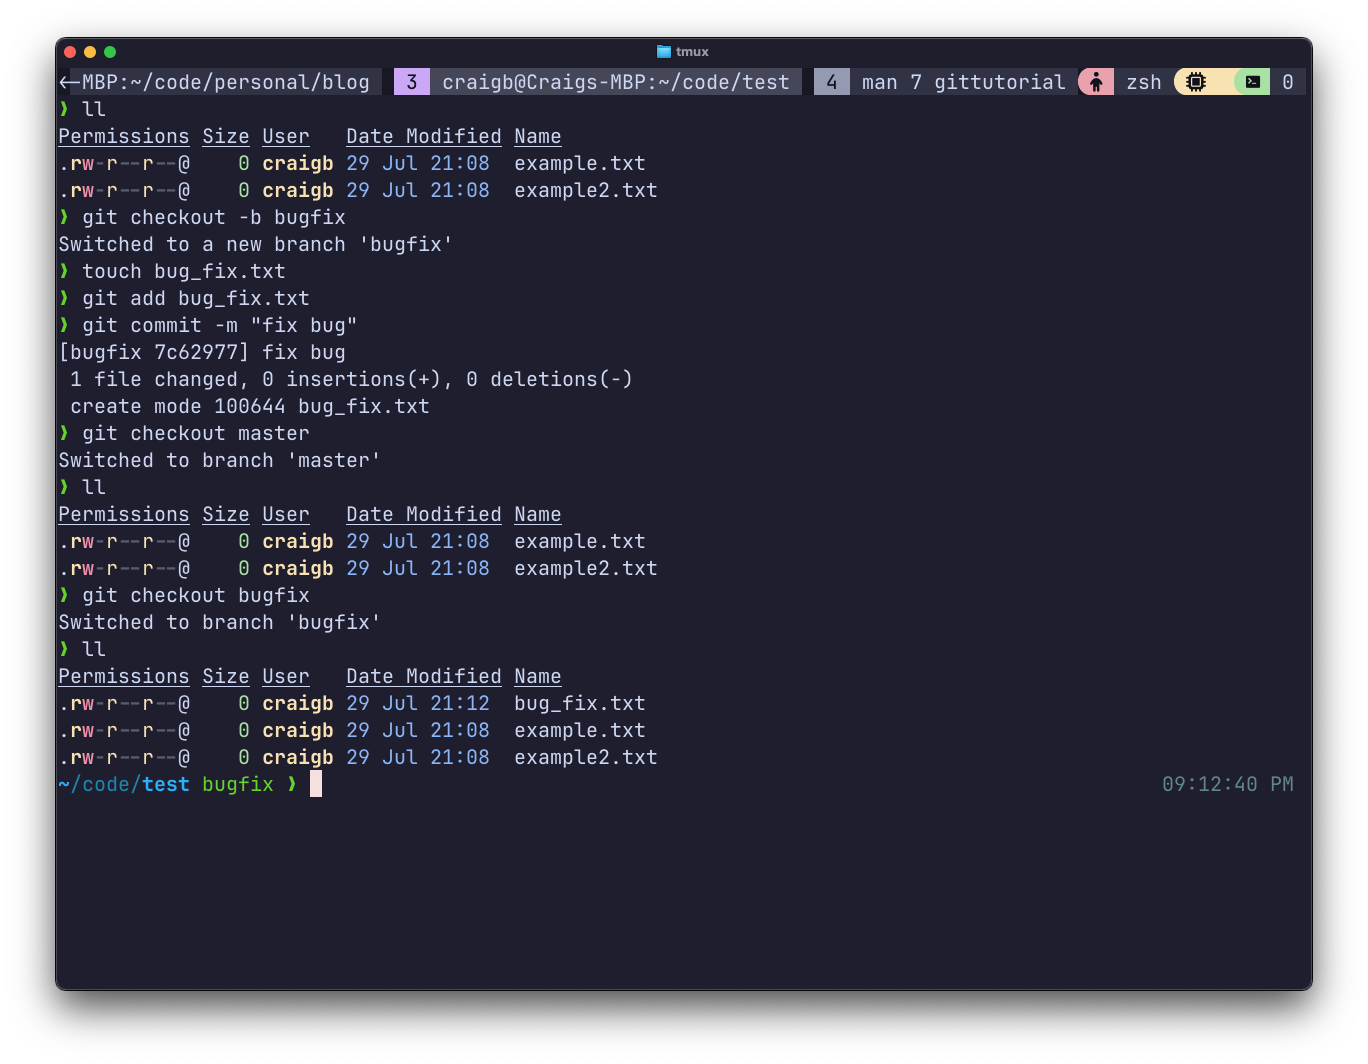 tmux
←-MBP:~/code/personal/blog 3 craigb@Craigs-MBP:~/code/test 4 man 7 gittutorial zsh 0
❯ ll
Permissions Size User Date Modified Name
.rw-r--r--@ 0 craigb 29 Jul 21:08 example.txt
.rw-r--r--@ 0 craigb 29 Jul 21:08 example2.txt
❯ git checkout -b bugfix
Switched to a new branch 'bugfix'
❯ touch bug_fix.txt
❯ git add bug_fix.txt
❯ git commit -m "fix bug"
[bugfix 7c62977] fix bug
1 file changed, 0 insertions(+), 0 deletions(-)
create mode 100644 bug_fix.txt
❯ git checkout master
Switched to branch 'master'
❯ ll
Permissions Size User Date Modified Name
.rw-r--r--@ 0 craigb 29 Jul 21:08 example.txt
.rw-r--r--@ 0 craigb 29 Jul 21:08 example2.txt
❯ git checkout bugfix
Switched to branch 'bugfix'
❯ ll
Permissions Size User Date Modified Name
.rw-r--r--@ 0 craigb 29 Jul 21:12 bug_fix.txt
.rw-r--r--@ 0 craigb 29 Jul 21:08 example.txt
.rw-r--r--@ 0 craigb 29 Jul 21:08 example2.txt
~/code/test bugfix ❯ 09:12:40 PM